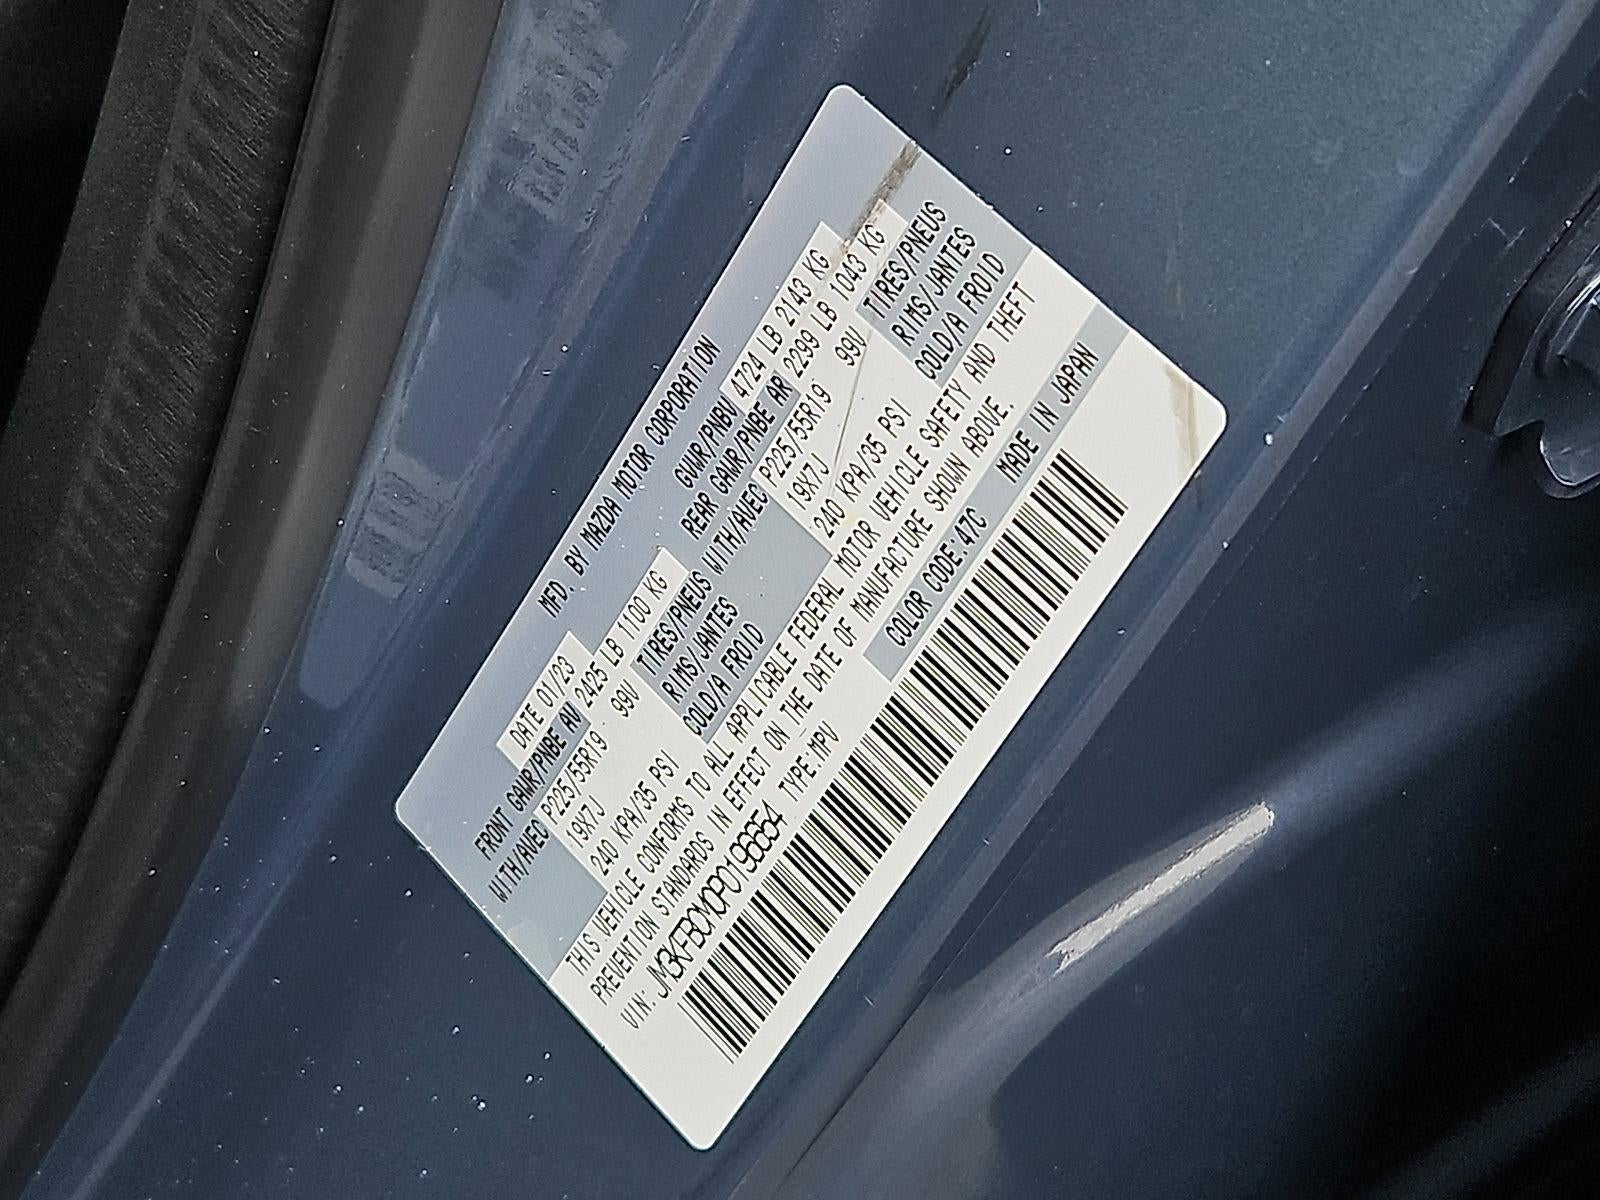 MFD. BY MAZDA MOTOR CORPORATION
DATE 01/23 GVWR/PNBV 4724 LB 2143 KG
FRONT GAWR/PNBE AV 2425 LB 1100 KG REAR GAWR/PNBE AR 2299 LB 1043 KG
WITH/AVEC P225/55R19 99V TIRES/PNEUS WITH/AVEC P225/55R19 99V TIRES/PNEUS
19X7J RIMS/JANTES 19X7J RIMS/JANTES
240 KPA/35 PSI COLD/A FROID 240 KPA/35 PSI COLD/A FROID
THIS VEHICLE CONFORMS TO ALL APPLICABLE FEDERAL MOTOR VEHICLE SAFETY AND THEFT
PREVENTION STANDARDS IN EFFECT ON THE DATE OF MANUFACTURE SHOWN ABOVE.
VIN: JM3KFBCM0P0196654 TYPE:MPV COLOR CODE:47C MADE IN JAPAN